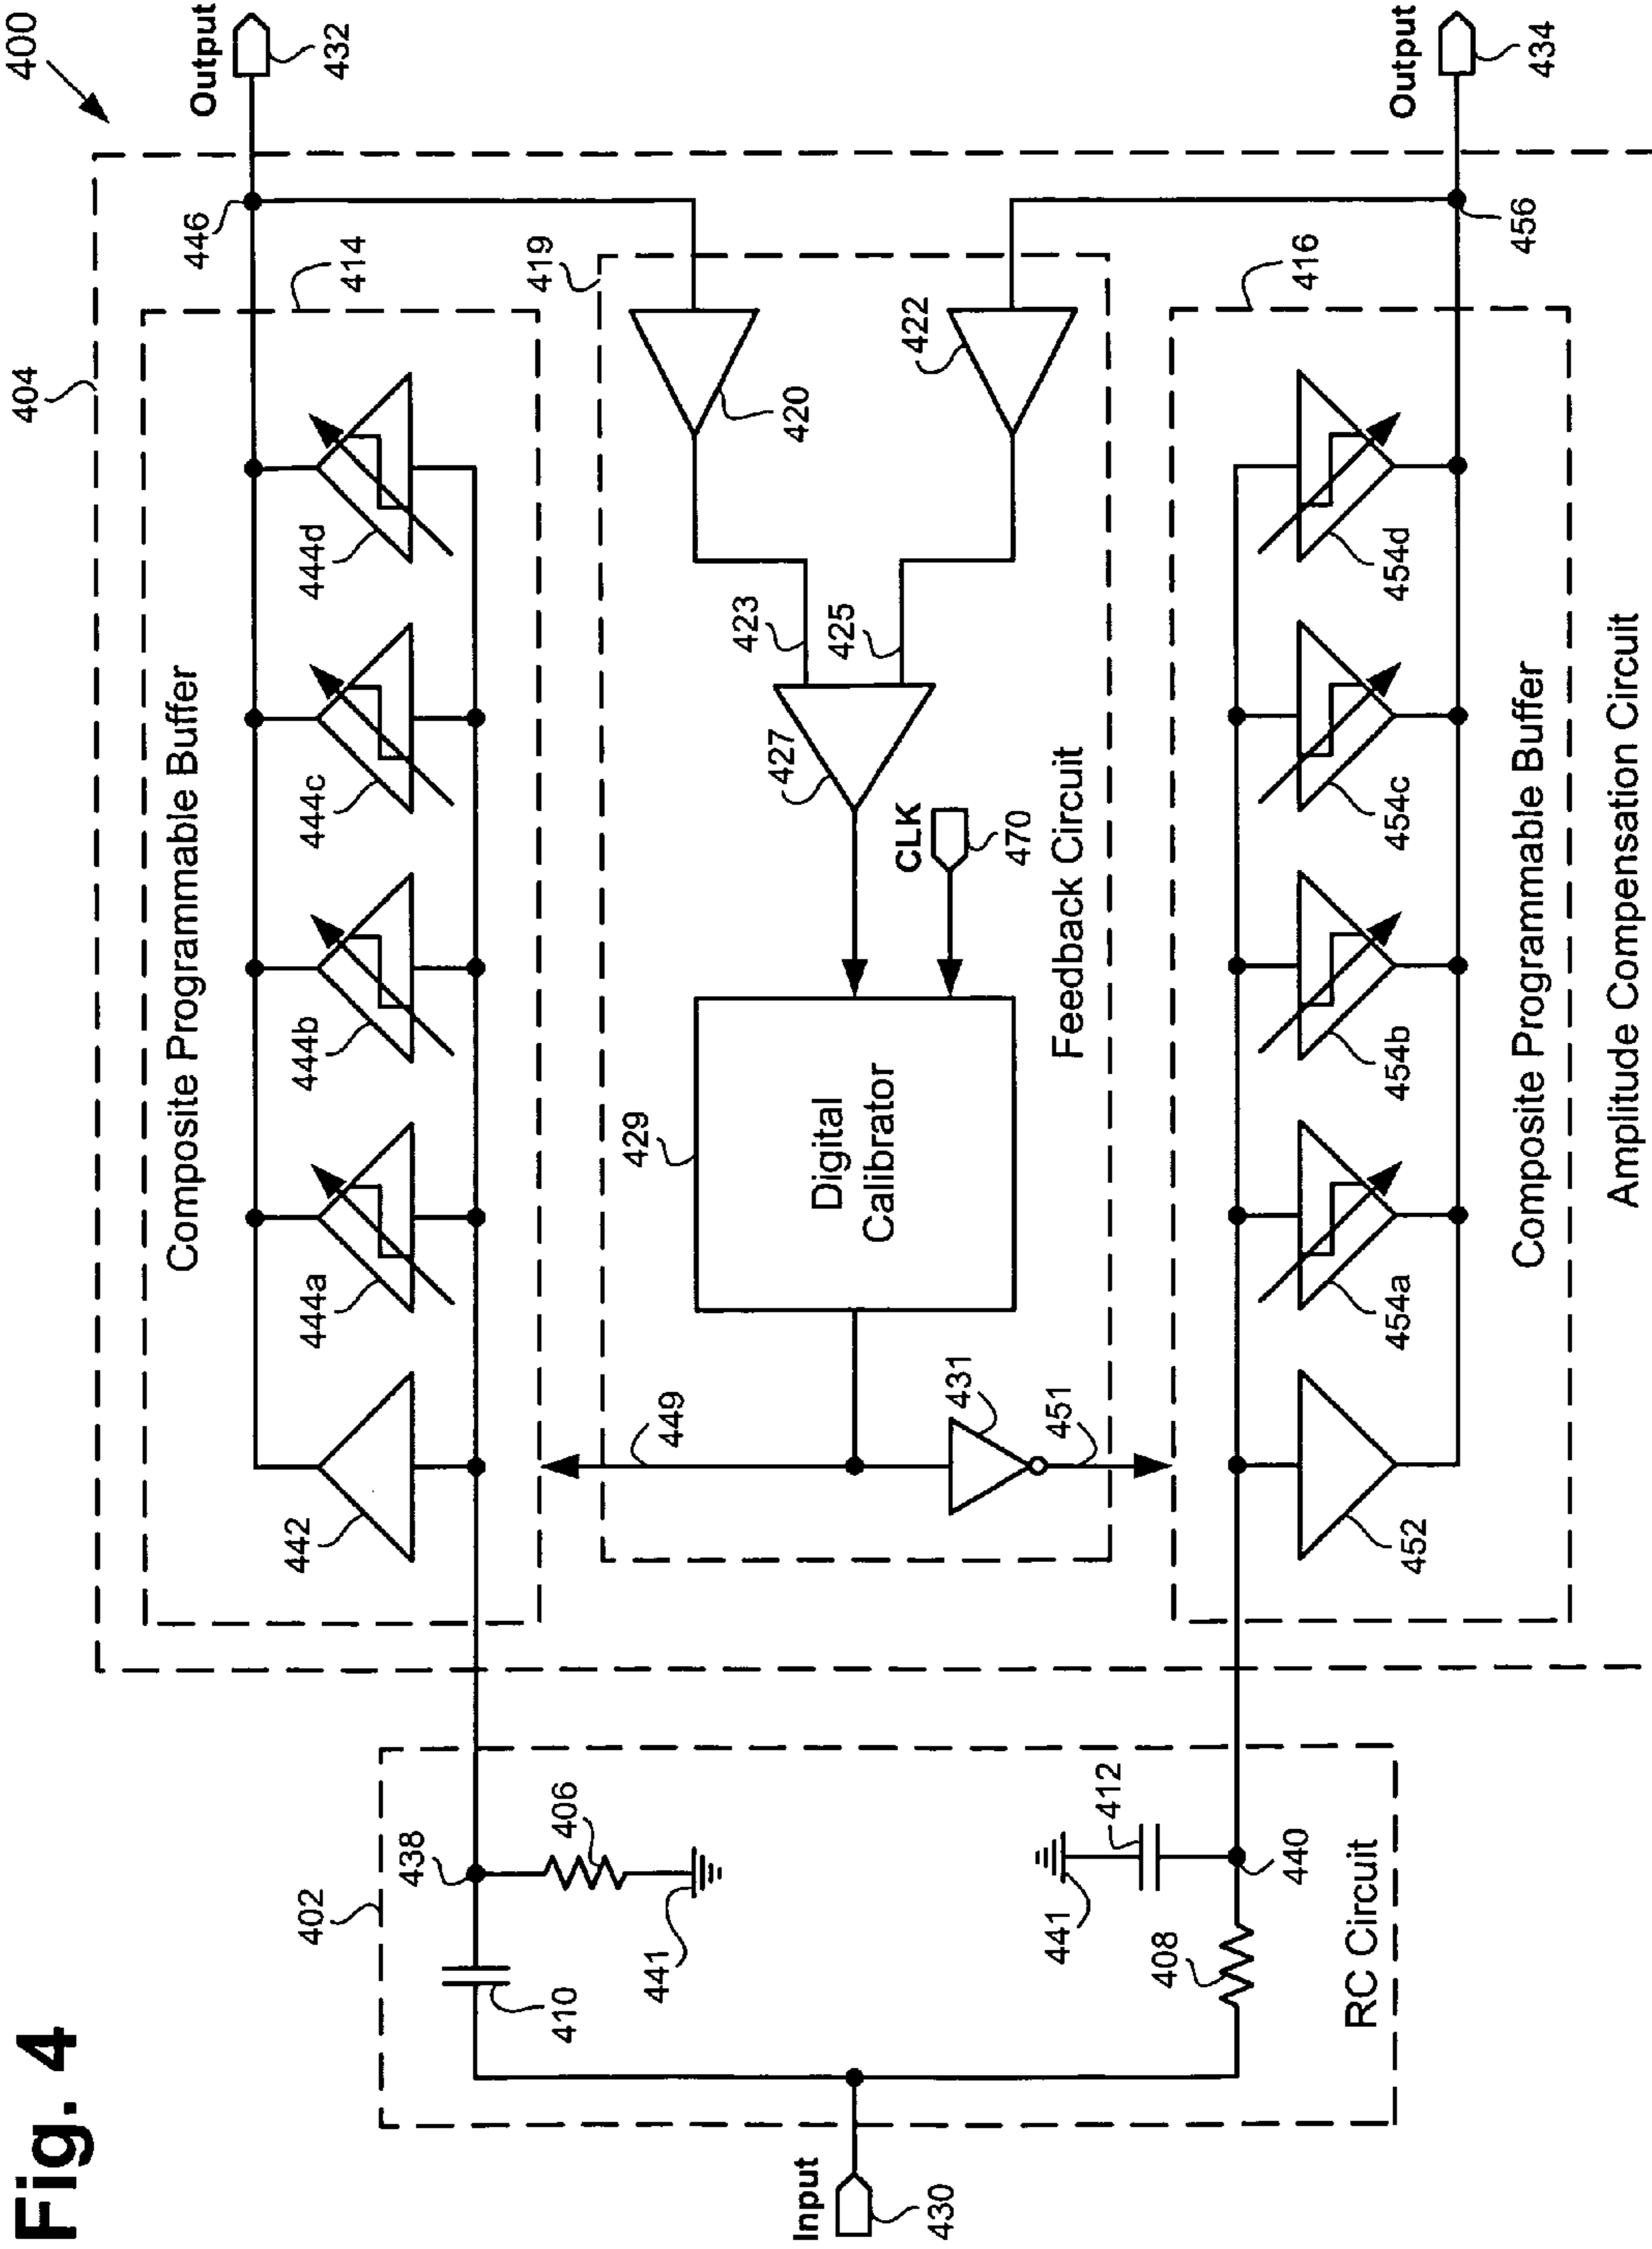 Fig. 4
400
404
Composite Programmable Buffer
414
446
Output
432
442
444a
444b
444c
444d
402
438
406
410
441
419
420
422
423
425
427
CLK
470
429
Digital
Calibrator
Feedback Circuit
449
431
451
Input
430
441
412
408
440
RC Circuit
416
452
454a
454b
454c
454d
456
Output
434
Composite Programmable Buffer
Amplitude Compensation Circuit